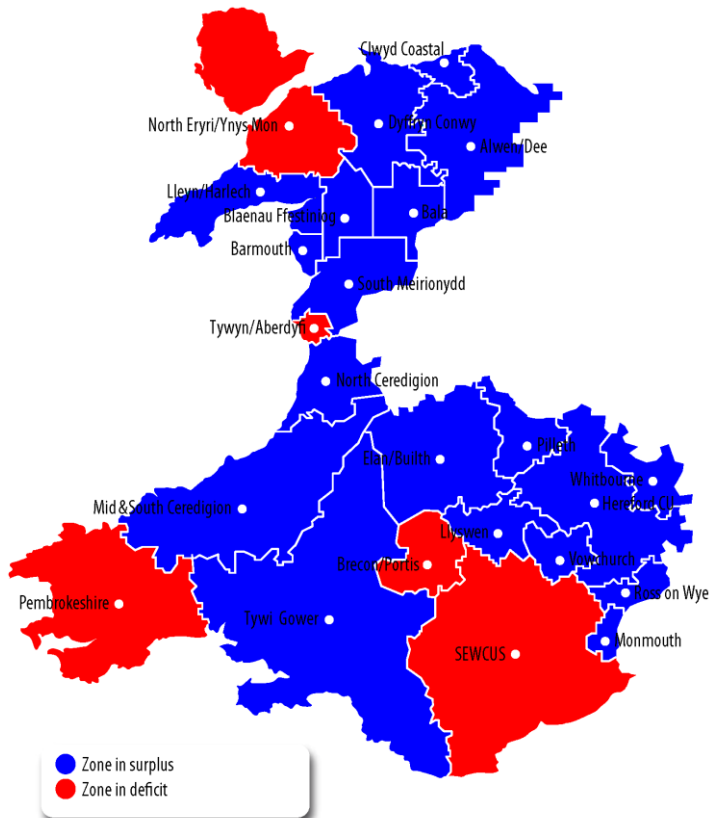 Clwyd Coastal
North Eryri/Ynys Mon
Dyffryn Conwy
Alwen/Dee
Lleyn/Harlech
Blaenau Ffestiniog
Bala
Barmouth
South Meirionydd
Tywyn/Aberdyfi
North Ceredigion
Elan/Builth
Pilleth
Whitbourne
Hereford CU
Mid&South Ceredigion
Llyswen
Vowchurch
Brecon/Portis
Ross on Wye
Pembrokeshire
Tywi Gower
Monmouth
SEWCUS
Zone in surplus
Zone in deficit